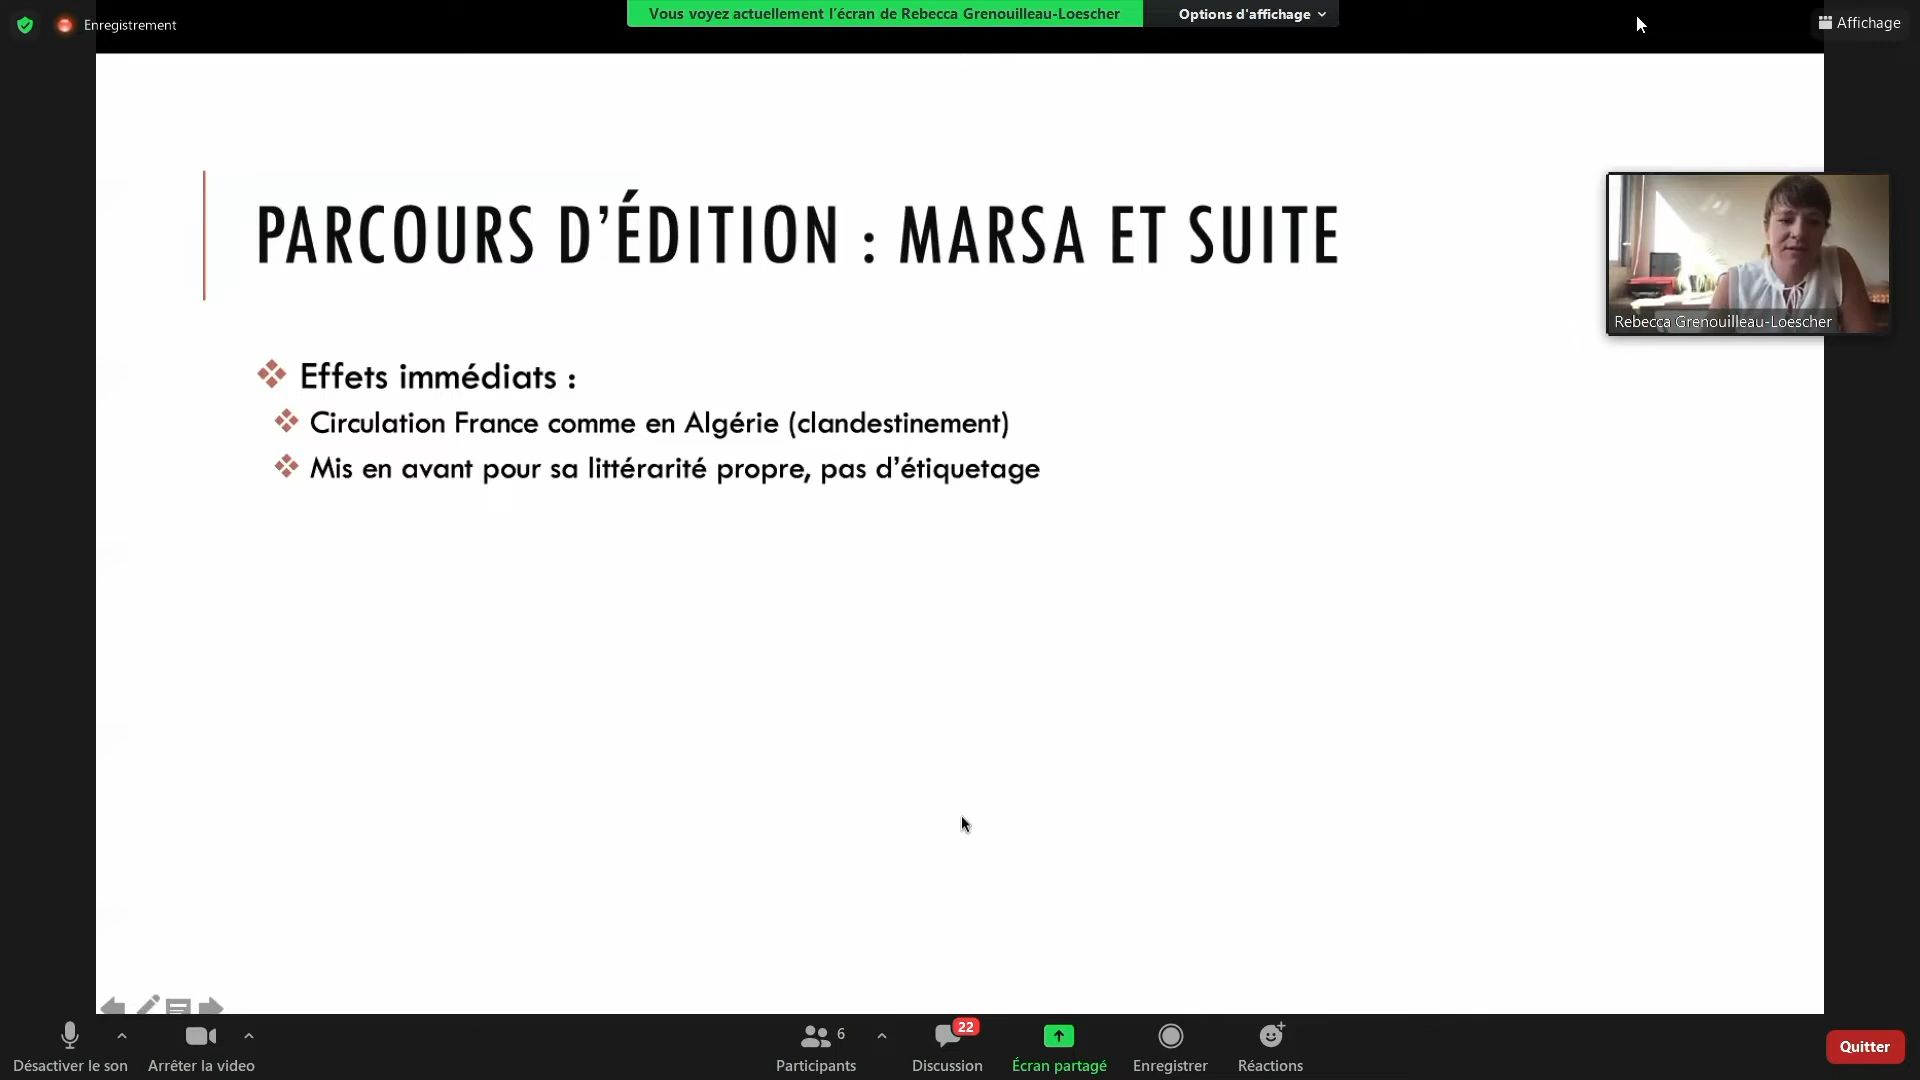 Enregistrement
Vous voyez actuellement l'écran de Rebecca Grenouilleau-Loescher
Options d'affichage
Affichage
PARCOURS D’ÉDITION : MARSA ET SUITE
Rebecca Grenouilleau-Loescher
Effets immédiats :
Circulation France comme en Algérie (clandestinement)
Mis en avant pour sa littérarité propre, pas d’étiquetage
Désactiver le son
Arrêter la video
6
Participants
22
Discussion
Écran partagé
Enregistrer
Réactions
Quitter